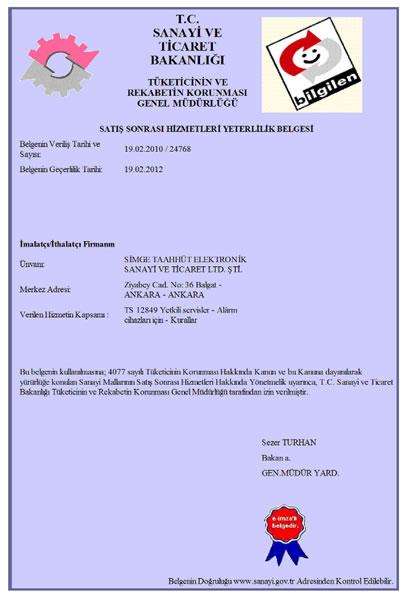 T.C.
SANAYİ VE
TİCARET
BAKANLIĞI
TÜKETİCİNİN VE
REKABETİN KORUNMASI
GENEL MÜDÜRLÜĞÜ
bilgilen
SATIŞ SONRASI HİZMETLERİ YETERLİLİK BELGESİ
Belgenin Veriliş Tarihi ve
Sayısı:
19.02.2010 / 24768
Belgenin Geçerlilik Tarihi:
19.02.2012
İmalatçı/İthalatçı Firmanın
Ünvanı:
SİMGE TAAHHÜT ELEKTRONİK
SANAYİ VE TİCARET LTD. ŞTİ.
Merkez Adresi:
Ziyabey Cad. No: 36 Balgat -
ANKARA - ANKARA
Verilen Hizmetin Kapsamı :
TS 12849 Yetkili servisler - Alârm
cihazları için - Kurallar
Bu belgenin kullanılmasına; 4077 sayılı Tüketicinin Korunması Hakkında Kanun ve bu Kanuna dayanılarak
yürürlüğe konulan Sanayi Mallarının Satış Sonrası Hizmetleri Hakkında Yönetmelik uyarınca, T.C. Sanayi ve Ticaret
Bakanlığı Tüketicinin ve Rekabetin Korunması Genel Müdürlüğü tarafından izin verilmiştir.
Sezer TURHAN
Bakan a.
GEN.MÜDÜR YARD.
e-imzalı
belgedir.
Belgenin Doğruluğu www.sanayi.gov.tr Adresinden Kontrol Edilebilir.